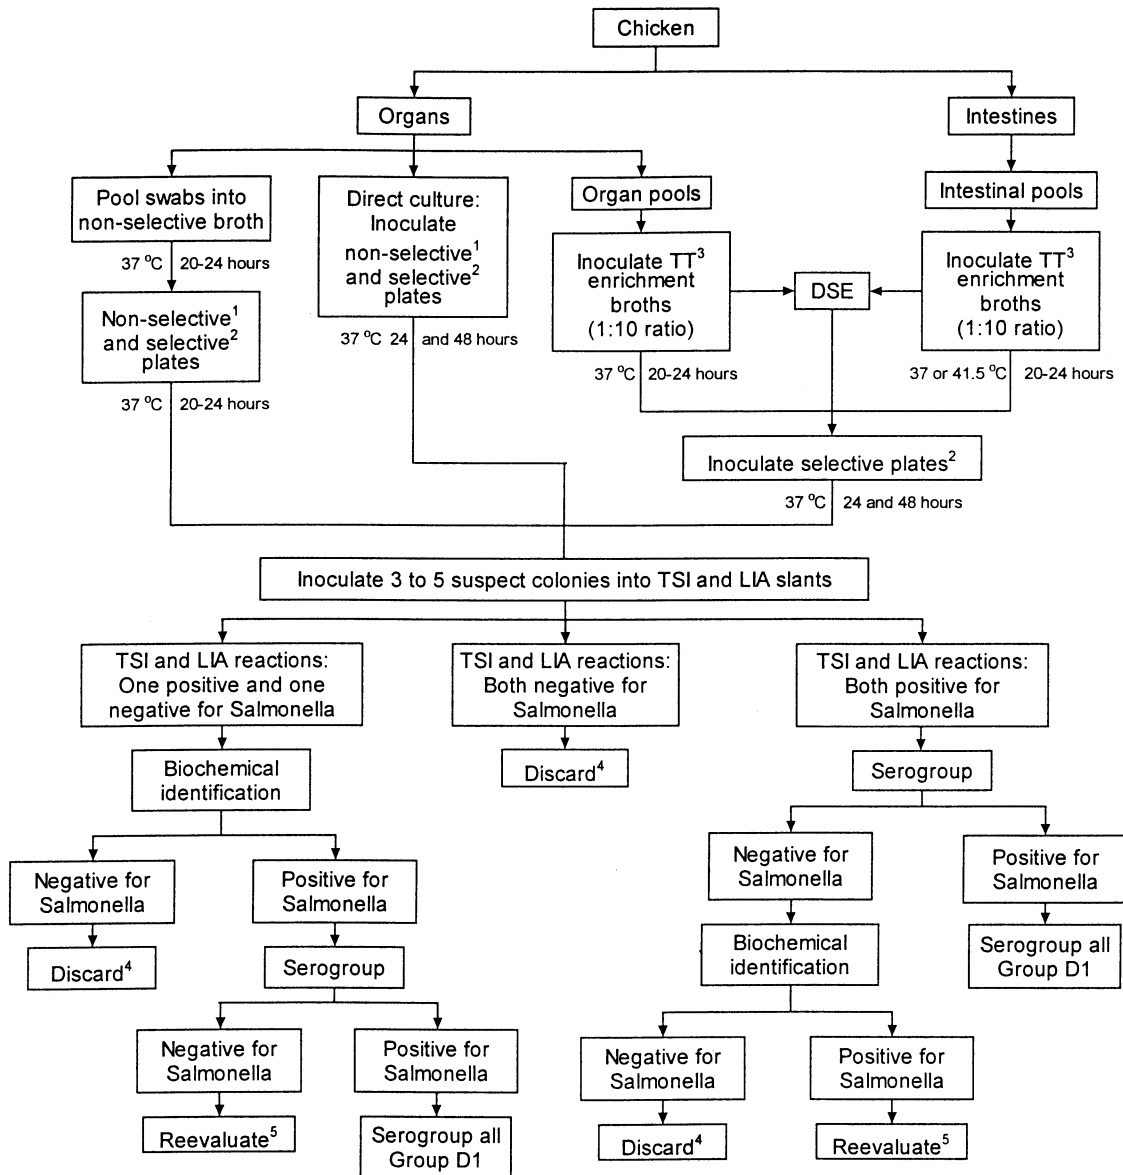 Chicken
Organs
Intestines
Pool swabs into
non-selective broth
Direct culture:
Inoculate
non-selective1
and selective2
plates
Organ pools
Intestinal pools
37 °C 20-24 hours
Inoculate TT3
enrichment
broths
(1:10 ratio)
DSE
Inoculate TT3
enrichment
broths
(1:10 ratio)
Non-selective1
and selective2
plates
37 °C 24 and 48 hours
37 °C 20-24 hours
37 or 41.5 °C 20-24 hours
37 °C 20-24 hours
Inoculate selective plates2
37 °C 24 and 48 hours
Inoculate 3 to 5 suspect colonies into TSI and LIA slants
TSI and LIA reactions:
One positive and one
negative for Salmonella
TSI and LIA reactions:
Both negative for
Salmonella
TSI and LIA reactions:
Both positive for
Salmonella
Biochemical
identification
Discard4
Serogroup
Negative for
Salmonella
Positive for
Salmonella
Negative for
Salmonella
Positive for
Salmonella
Discard4
Serogroup
Biochemical
identification
Serogroup all
Group D1
Negative for
Salmonella
Positive for
Salmonella
Negative for
Salmonella
Positive for
Salmonella
Reevaluate5
Serogroup all
Group D1
Discard4
Reevaluate5